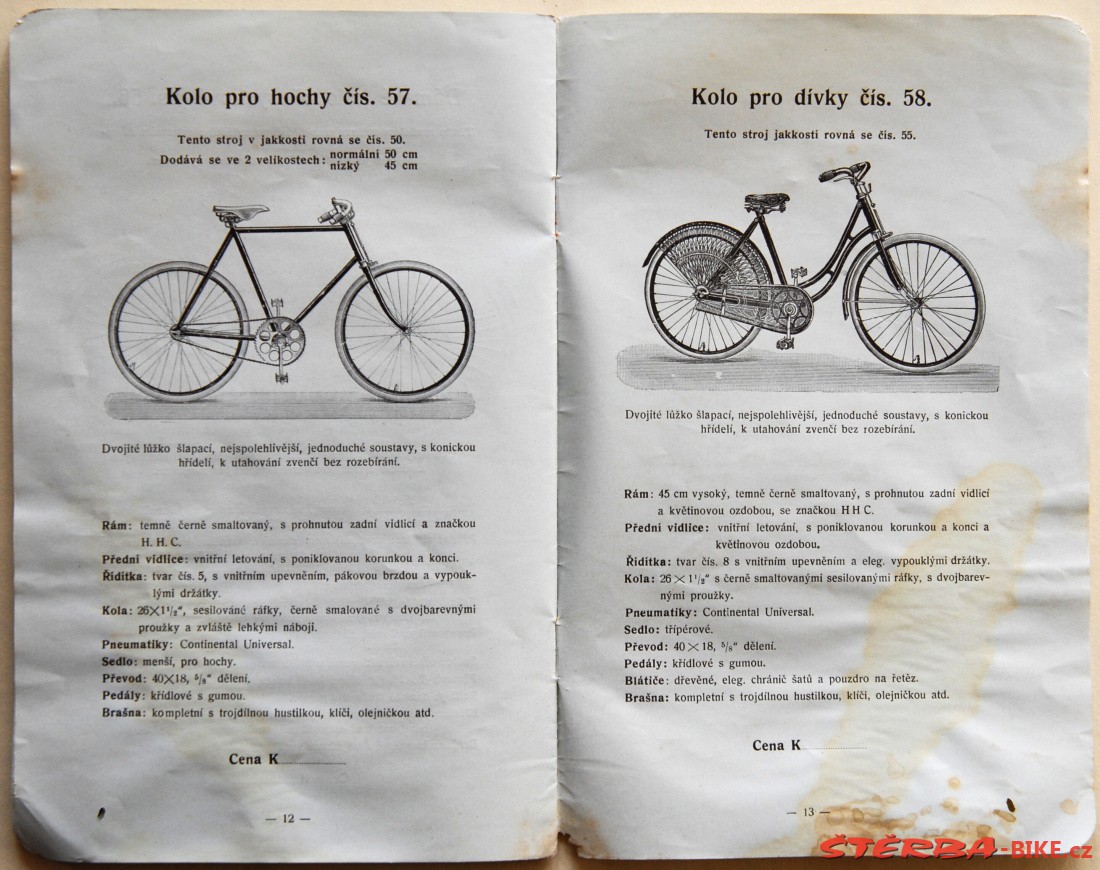 Kolo pro hochy čís. 57.
Tento stroj v jakkosti rovná se čis. 50.
Dodává se ve 2 velikostech: normální 50 cm
nízký 45 cm
Dvojité lůžko šlapací, nejspolehlivější, jednoduché soustavy, s konickou
hřídelí, k utahování zvenčí bez rozebírání.
Rám: temně černě smaltovaný, s prohnutou zadní vidlicí a značkou
H. H. C.
Přední vidlice: vnitřní letování, s poniklovanou korunkou a konci.
Řidítka: tvar čís. 5, s vnitřním upevněním, pákovou brzdou a vypouk-
lými držátky.
Kola: 26×1¹/₂", sesilováné ráfky, černě smalované s dvojbarevnými
proužky a zvláště lehkými náboji.
Pneumatiky: Continental Universal.
Sedlo: menší, pro hochy.
Převod: 40×18, ⁵/₈" dělení.
Pedály: křídlové s gumou.
Brašna: kompletní s trojdílnou hustilkou, klíči, olejničkou atd.
Cena K
— 12 —
Kolo pro dívky čís. 58.
Tento stroj jakkosti rovná se čis. 55.
Dvojité lůžko šlapací, nejspolehlivější, jednoduché soustavy, s konickou
hřídelí, k utahování zvenčí bez rozebírání.
Rám: 45 cm vysoký, temně černě smaltovaný, s prohnutou zadní vidlicí
a květinovou ozdobou, se značkou H H C.
Přední vidlice: vnitřní letování, s poniklovanou korunkou a konci a
květinovou ozdobou.
Řidítka: tvar čís. 8 s vnitřním upevněním a eleg. vypouklými držátky.
Kola: 26×1¹/₂" s černě smaltovanými sesilovanými ráfky, s dvojbarev-
nými proužky.
Pneumatiky: Continental Universal.
Sedlo: třípérové.
Převod: 40×18, ⁵/₈" dělení.
Pedály: křídlové s gumou.
Blátiče: dřevěné, eleg. chránič šatů a pouzdro na řetěz.
Brašna: kompletní s trojdílnou hustilkou, klíči, olejničkou atd.
Cena K
— 13 —
ŠTĚRBA-BIKE.cz